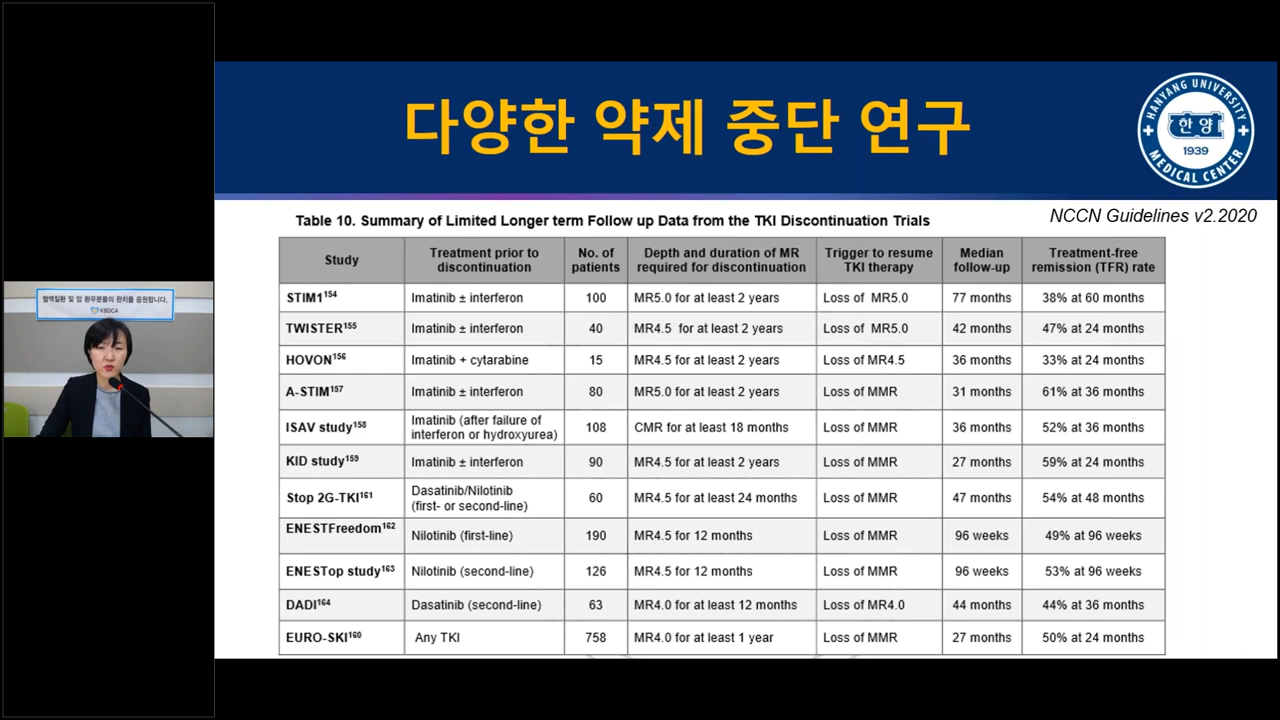 다양한 약제 중단 연구
HANYANG UNIVERSITY
한양
1939
MEDICAL CENTER
NCCN Guidelines v2.2020
Table 10. Summary of Limited Longer term Follow up Data from the TKI Discontinuation Trials
Study | Treatment prior to discontinuation | No. of patients | Depth and duration of MR required for discontinuation | Trigger to resume TKI therapy | Median follow-up | Treatment-free remission (TFR) rate
STIM1154 | Imatinib ± interferon | 100 | MR5.0 for at least 2 years | Loss of MR5.0 | 77 months | 38% at 60 months
TWISTER155 | Imatinib ± interferon | 40 | MR4.5 for at least 2 years | Loss of MR5.0 | 42 months | 47% at 24 months
HOVON156 | Imatinib + cytarabine | 15 | MR4.5 for at least 2 years | Loss of MR4.5 | 36 months | 33% at 24 months
A-STIM157 | Imatinib ± interferon | 80 | MR5.0 for at least 2 years | Loss of MMR | 31 months | 61% at 36 months
ISAV study158 | Imatinib (after failure of interferon or hydroxyurea) | 108 | CMR for at least 18 months | Loss of MMR | 36 months | 52% at 36 months
KID study159 | Imatinib ± interferon | 90 | MR4.5 for at least 2 years | Loss of MMR | 27 months | 59% at 24 months
Stop 2G-TKI161 | Dasatinib/Nilotinib (first- or second-line) | 60 | MR4.5 for at least 24 months | Loss of MMR | 47 months | 54% at 48 months
ENESTFreedom162 | Nilotinib (first-line) | 190 | MR4.5 for 12 months | Loss of MMR | 96 weeks | 49% at 96 weeks
ENESTop study163 | Nilotinib (second-line) | 126 | MR4.5 for 12 months | Loss of MMR | 96 weeks | 53% at 96 weeks
DADI164 | Dasatinib (second-line) | 63 | MR4.0 for at least 12 months | Loss of MR4.0 | 44 months | 44% at 36 months
EURO-SKI160 | Any TKI | 758 | MR4.0 for at least 1 year | Loss of MMR | 27 months | 50% at 24 months
혈액질환 및 암 환우분들의 완치를 응원합니다.
KBDCA